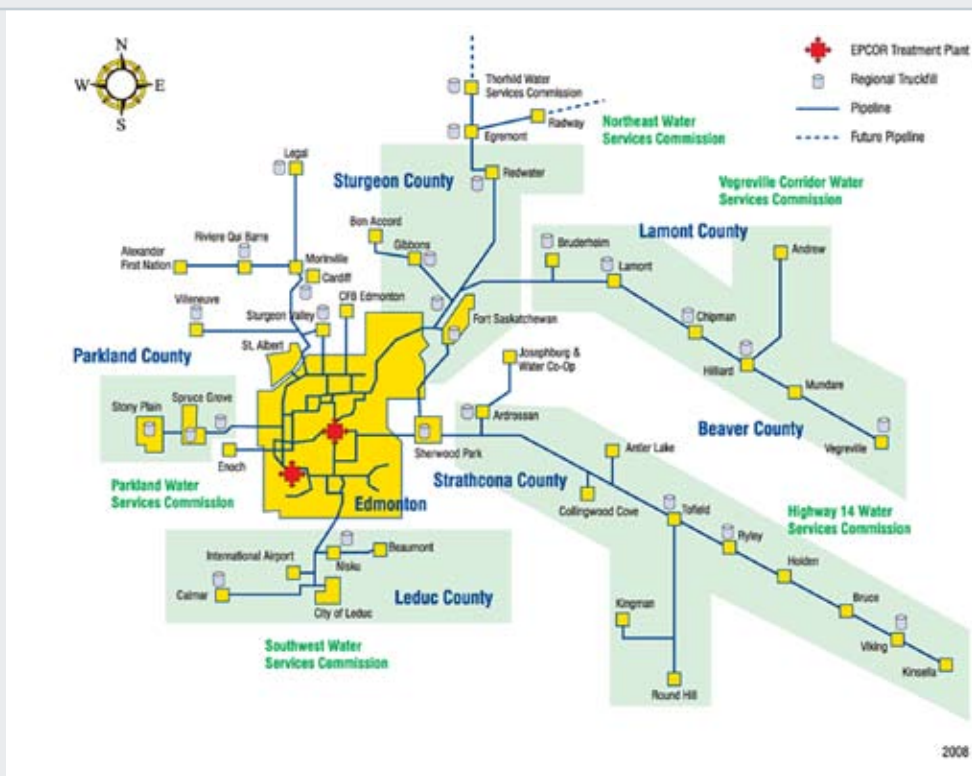 N
W
E
S
EPCOR Treatment Plant
Regional Truckfill
Pipeline
Future Pipeline
Thorhild Water
Services Commission
Radway
Egremont
Northeast Water
Services Commission
Redwater
Legal
Sturgeon County
Vegreville Corridor Water
Services Commission
Bon Accord
Gibbons
Lamont County
Riviere Qui Barre
Alexander
First Nation
Morinville
Cardiff
Bruderheim
Lamont
Andrew
Villeneuve
Sturgeon Valley
CFB Edmonton
St. Albert
Fort Saskatchewan
Chipman
Parkland County
Josephburg &
Water Co-Op
Hilliard
Mundare
Stony Plain
Spruce Grove
Ardrossan
Beaver County
Vegreville
Enoch
Sherwood Park
Antler Lake
Parkland Water
Services Commission
Edmonton
Strathcona County
Collingwood Cove
Tofield
Highway 14 Water
Services Commission
Ryley
International Airport
Nisku
Beaumont
Holden
Calmar
City of Leduc
Leduc County
Kingman
Bruce
Viking
Kinsella
Southwest Water
Services Commission
Round Hill
2008